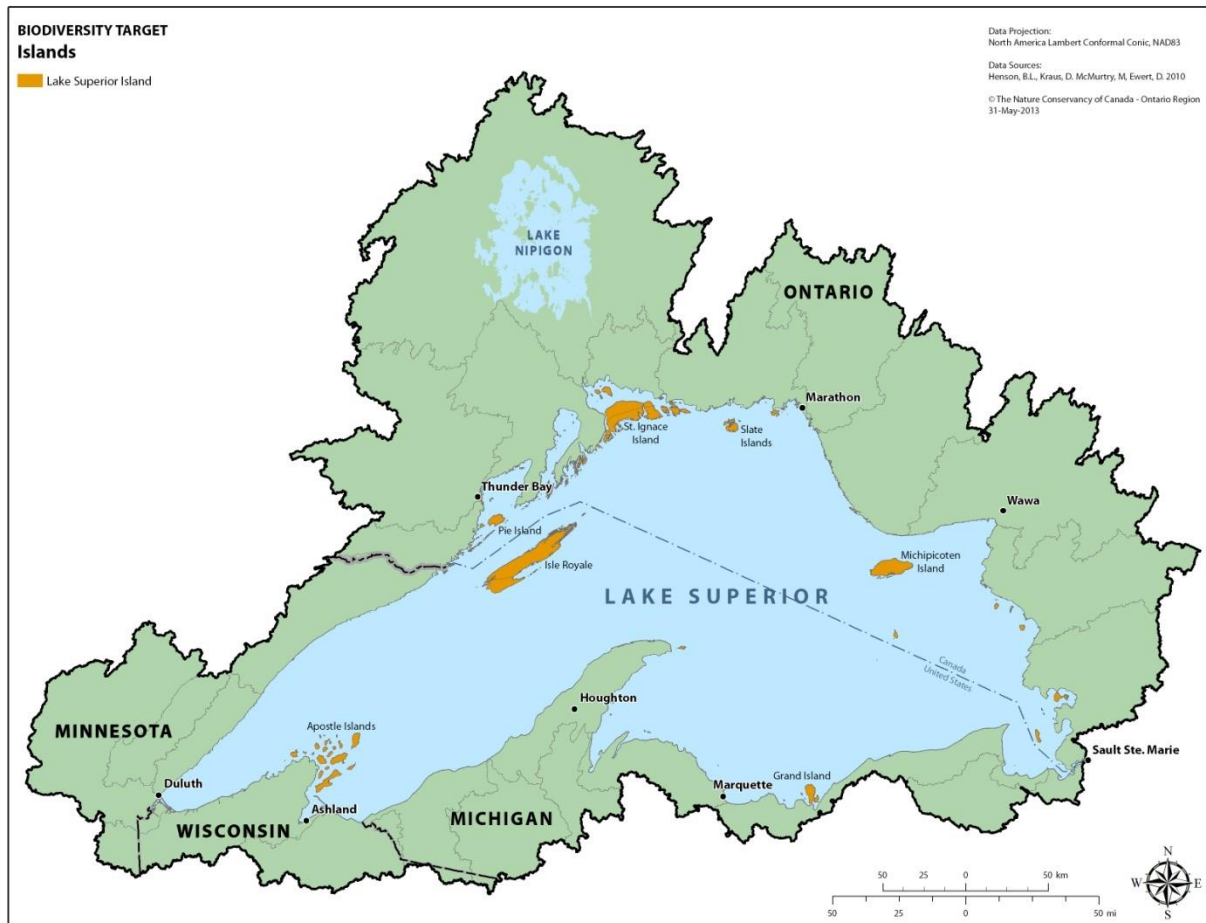 BIODIVERSITY TARGET
Islands
Lake Superior Island
Data Projection:
North America Lambert Conformal Conic, NAD83
Data Sources:
Henson, B.L., Kraus, D. McMurtry, M, Ewert, D. 2010
© The Nature Conservancy of Canada - Ontario Region
31-May-2013
LAKE
NIPIGON
ONTARIO
Marathon
St. Ignace
Island
Slate
Islands
Thunder Bay
Wawa
Pie Island
Isle Royale
Michipicoten
Island
LAKE SUPERIOR
Canada
United States
Houghton
MINNESOTA
Apostle Islands
Sault Ste. Marie
Duluth
Marquette
Grand Island
Ashland
WISCONSIN
MICHIGAN
N
W
E
S
50 25 0 50 km
50 25 0 50 mi